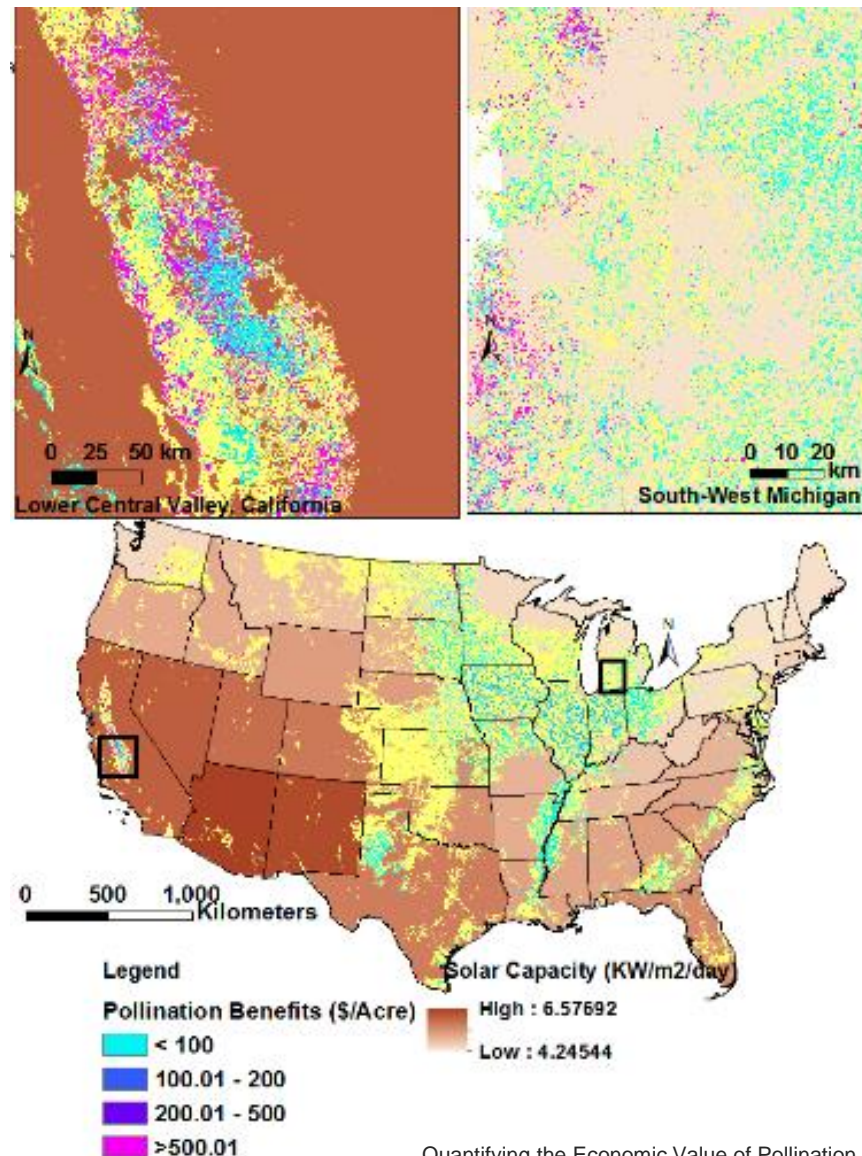 N
0 25 50 km
Lower Central Valley, California
N
0 10 20
km
South-West Michigan
N
0 500 1,000
Kilometers
Legend
Pollination Benefits ($/Acre)
< 100
100.01 - 200
200.01 - 500
>500.01
Solar Capacity (KW/m2/day)
High : 6.57692
Low : 4.24544
Quantifying the Economic Value of Pollination